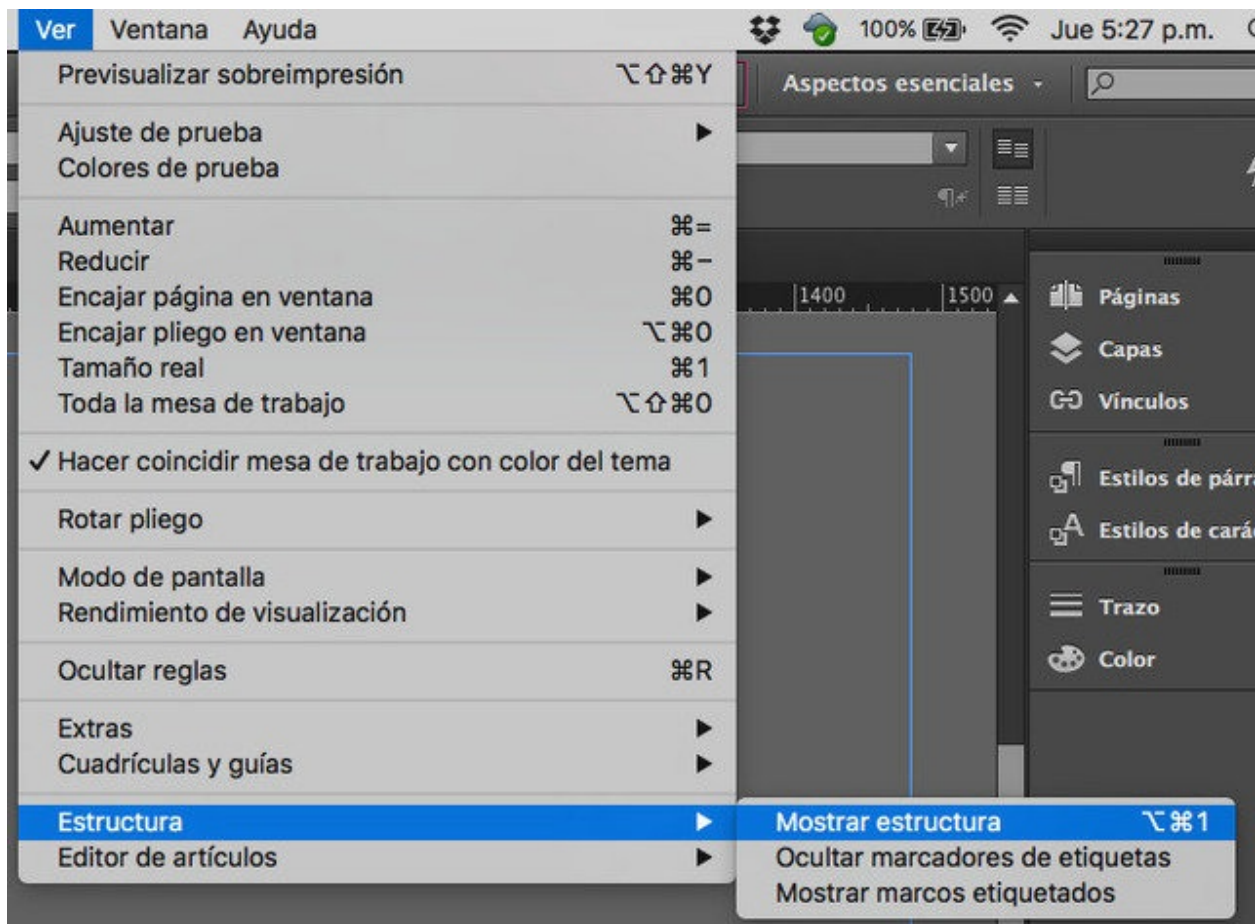 Ver Ventana Ayuda 100% Jue 5:27 p.m.
Previsualizar sobreimpresión ⌥⇧⌘Y
Aspectos esenciales
Ajuste de prueba
Colores de prueba
Aumentar ⌘=
Reducir ⌘−
Encajar página en ventana ⌘0
Encajar pliego en ventana ⌥⌘0
Tamaño real ⌘1
Toda la mesa de trabajo ⌥⇧⌘0
✓ Hacer coincidir mesa de trabajo con color del tema
Rotar pliego
Modo de pantalla
Rendimiento de visualización
Ocultar reglas ⌘R
Extras
Cuadrículas y guías
Estructura
Editor de artículos
Mostrar estructura ⌥⌘1
Ocultar marcadores de etiquetas
Mostrar marcos etiquetados
1400 1500
Páginas
Capas
Vínculos
Estilos de
Estilos de
Trazo
Color